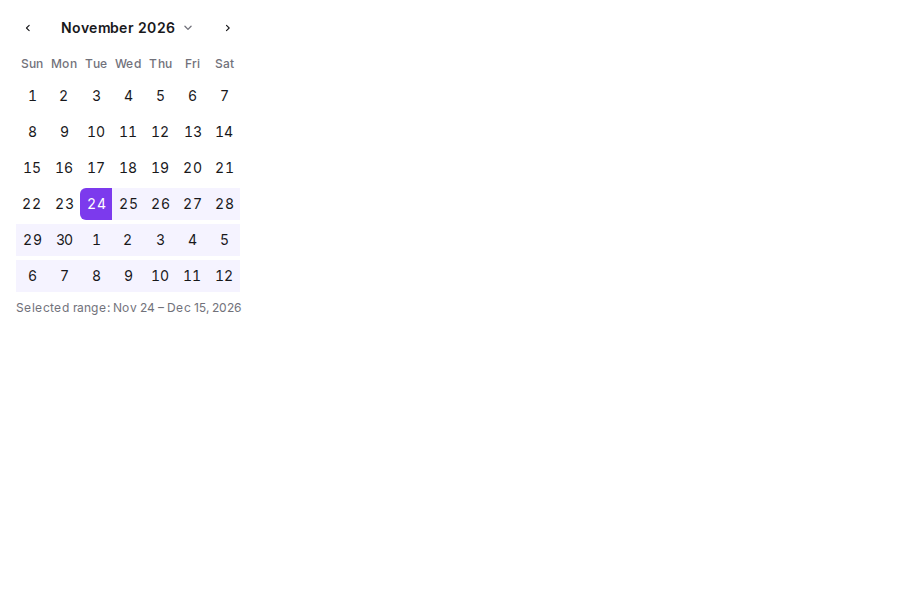 November 2026
Sun Mon Tue Wed Thu Fri Sat
1 2 3 4 5 6 7
8 9 10 11 12 13 14
15 16 17 18 19 20 21
22 23 24 25 26 27 28
29 30 1 2 3 4 5
6 7 8 9 10 11 12
Selected range: Nov 24 – Dec 15, 2026